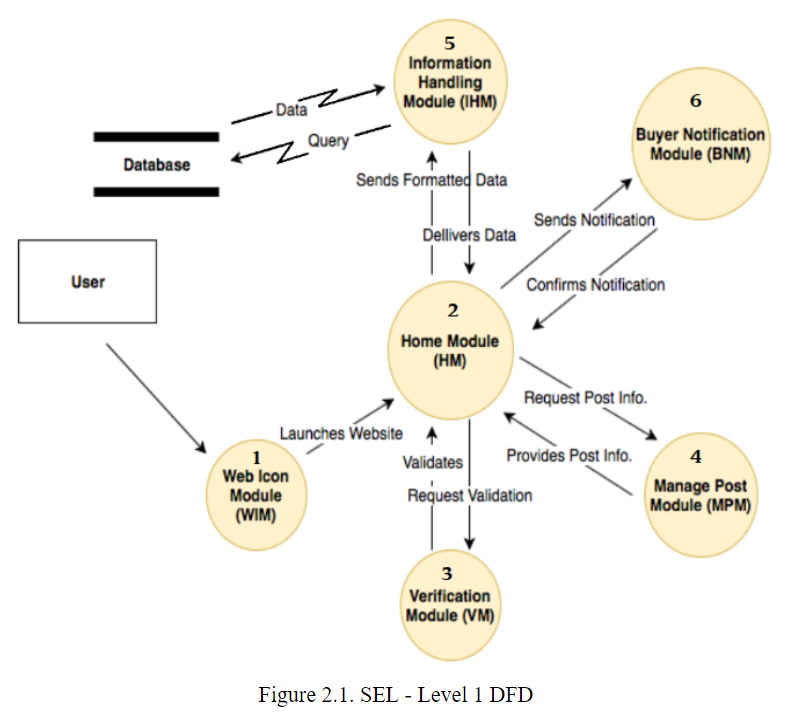 5
Information
Handling
Module (IHM)
6
Buyer Notification
Module (BNM)
Data
Query
Database
Sends Formatted Data
Dellivers Data
Sends Notification
Confirms Notification
User
2
Home Module
(HM)
Request Post Info.
Provides Post Info.
Launches Website
1
Web Icon
Module
(WIM)
Validates
Request Validation
4
Manage Post
Module (MPM)
3
Verification
Module (VM)
Figure 2.1. SEL - Level 1 DFD